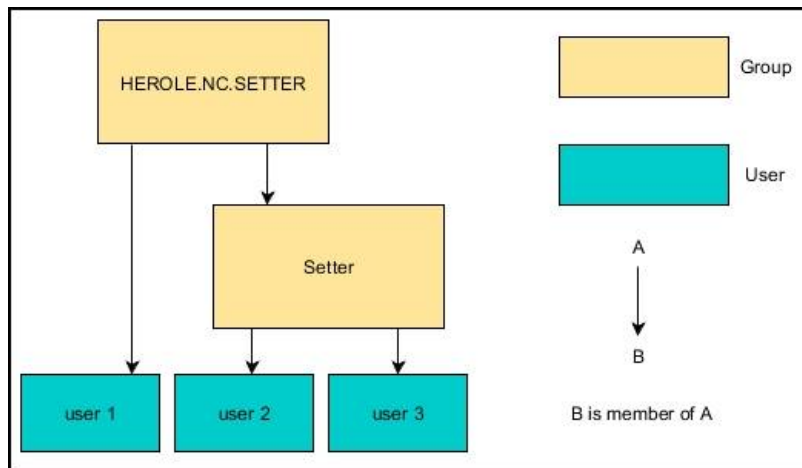 HEROLE.NC.SETTER
Group
User
Setter
A
B
user 1
user 2
user 3
B is member of A